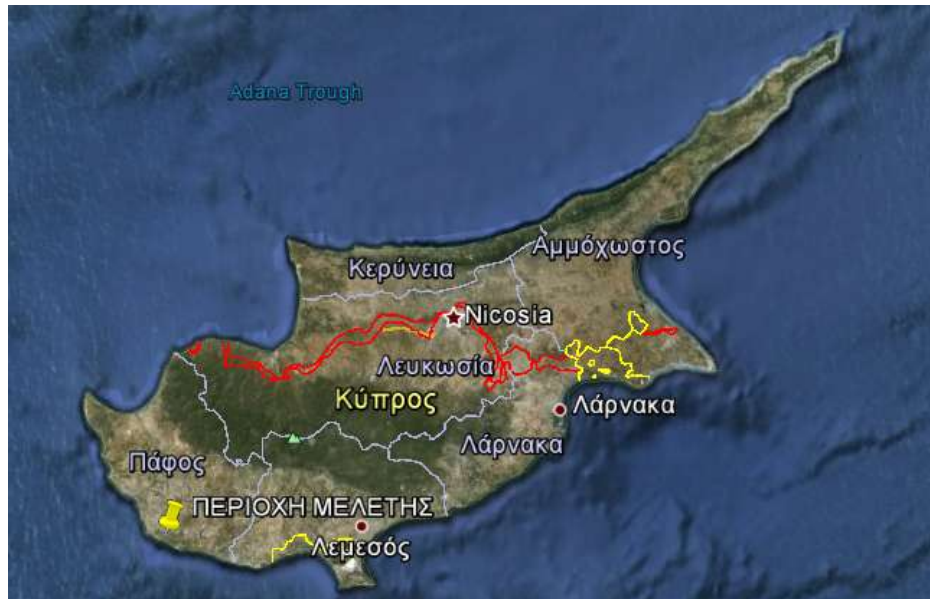 Adana Trough
Αμμόχωστος
Κερύνεια
Nicosia
Λευκωσία
Κύπρος
Λάρνακα
Λάρνακα
Πάφος
ΠΕΡΙΟΧΗ ΜΕΛΕΤΗΣ
Λεμεσός